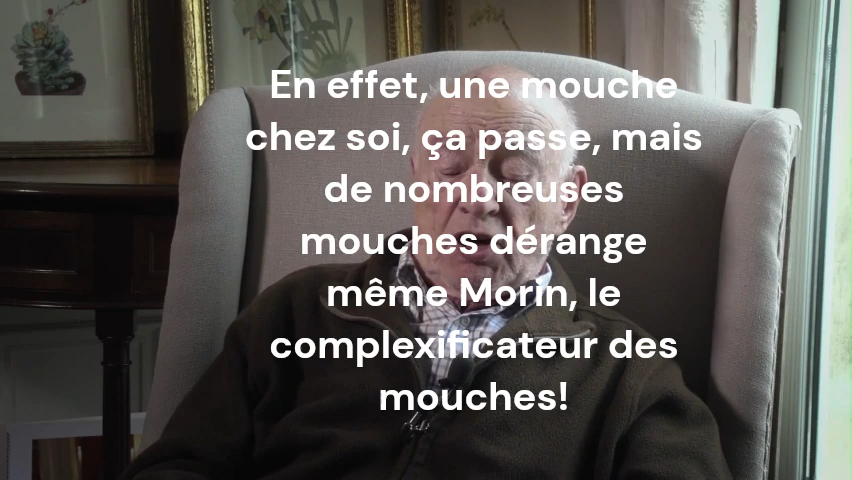 En effet, une mouche
chez soi, ça passe, mais
de nombreuses
mouches dérange
même Morin, le
complexificateur des
mouches!